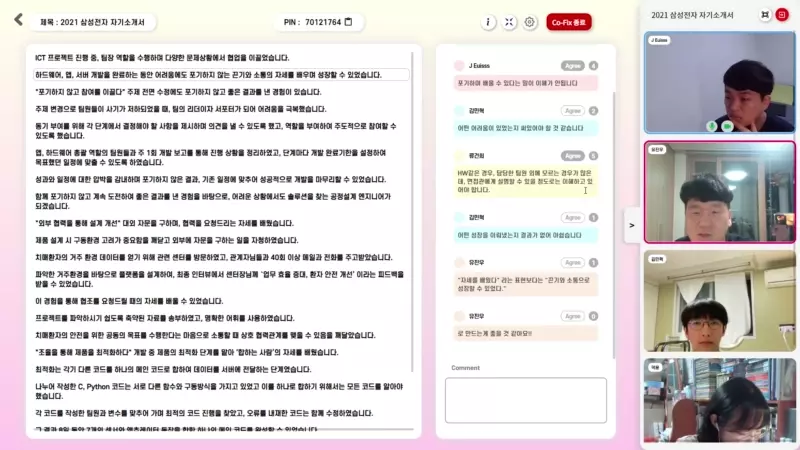 제목 : 2021 삼성전자 자기소개서
PIN : 70121764
Co-Fix 종료
ICT 프로젝트 진행 중, 팀장 역할을 수행하며 다양한 문제상황에서 협업을 이끌었습니다.
하드웨어, 앱, 서버 개발을 완료하는 동안 어려움에도 포기하지 않는 끈기와 소통의 자세를 배우며 성장할 수 있었습니다.
"포기하지 않고 참여를 이끌다" 주제 전면 수정에도 포기하지 않고 좋은 결과를 낸 경험이 있습니다.
주제 변경으로 팀원들이 사기가 저하되었을 때, 팀의 리더이자 서포터가 되어 어려움을 극복했습니다.
동기 부여를 위해 각 단계에서 결정해야 할 사항을 제시하며 의견을 낼 수 있도록 했고, 역할을 부여하여 주도적으로 참여할 수
있도록 했습니다.
앱, 하드웨어 총괄 역할의 팀원들과 주 1회 개발 보고를 통해 진행 상황을 정리하였고, 단계마다 개발 완료기한을 설정하여
목표했던 일정에 맞출 수 있도록 하였습니다.
성과와 일정에 대한 압박을 감내하며 포기하지 않은 결과, 기존 일정에 맞추어 성공적으로 개발을 마무리할 수 있었습니다.
함께 포기하지 않고 계속 도전하여 좋은 결과를 낸 경험을 바탕으로, 어려운 상황에서도 솔루션을 찾는 공정설계 엔지니어가
되겠습니다.
"외부 협력을 통해 설계 개선" 대외 자문을 구하며, 협력을 요청드리는 자세를 배웠습니다.
제품 설계 시 구동환경 고려가 중요함을 깨닫고 외부에 자문을 구하는 일을 자청하였습니다.
치매환자의 거주 환경 데이터를 얻기 위해 관련 센터를 방문하였고, 관계자님들과 40회 이상 메일과 전화를 주고받았습니다.
파악한 거주환경을 바탕으로 플랫폼을 설계하여, 최종 인터뷰에서 센터장님께 '업무 효율 증대, 환자 안전 개선' 이라는 피드백을
받을 수 있었습니다.
이 경험을 통해 협조를 요청드릴 때의 자세를 배울 수 있었습니다.
프로젝트를 파악하시기 쉽도록 축약된 자료를 송부하였고, 명확한 어휘를 사용하였습니다.
치매환자의 안전을 위한 공동의 목표를 수행한다는 마음으로 소통할 때 상호 협력관계를 맺을 수 있음을 깨달았습니다.
"조율을 통해 제품을 최적화하다" 개발 중 제품의 최적화 단계를 맡아 '합하는 사람'의 자세를 배웠습니다.
최적화는 각기 다른 코드를 하나의 메인 코드로 합하여 데이터를 서버에 전달하는 단계였습니다.
나누어 작성한 C, Python 코드는 서로 다른 함수와 구동방식을 가지고 있었고 이를 하나로 합하기 위해서는 모든 코드를 알아야
했습니다.
각 코드를 작성한 팀원과 변수를 맞추어 가며 최적의 코드 진행을 찾았고, 오류를 내재한 코드는 함께 수정하였습니다.
J Euisss
Agree 4
포기하며 배울 수 있다는 말이 이해가 안됩니다
김민혁
Agree 3
어떤 어려움이 있었는지 써있어야 할 것 같습니다
류건희
Agree 5
HW같은 경우, 담당한 팀원 외에 모르는 경우가 많은
데, 면접관에게 설명할 수 있을 정도로는 이해하고 있
어야 합니다.
김민혁
Agree 1
어떤 성장을 이뤄냈는지 결과가 없어 아쉽습니다
유진우
Agree 1
"자세를 배웠다" 라는 표현보다는 "끈기와 소통으로
성장할 수 있었다."
유진우
Agree 0
로 만드는게 좋을 것 같아요!!
Comment
2021 삼성전자 자기소개서
J Euisss
유진우
김민혁
>